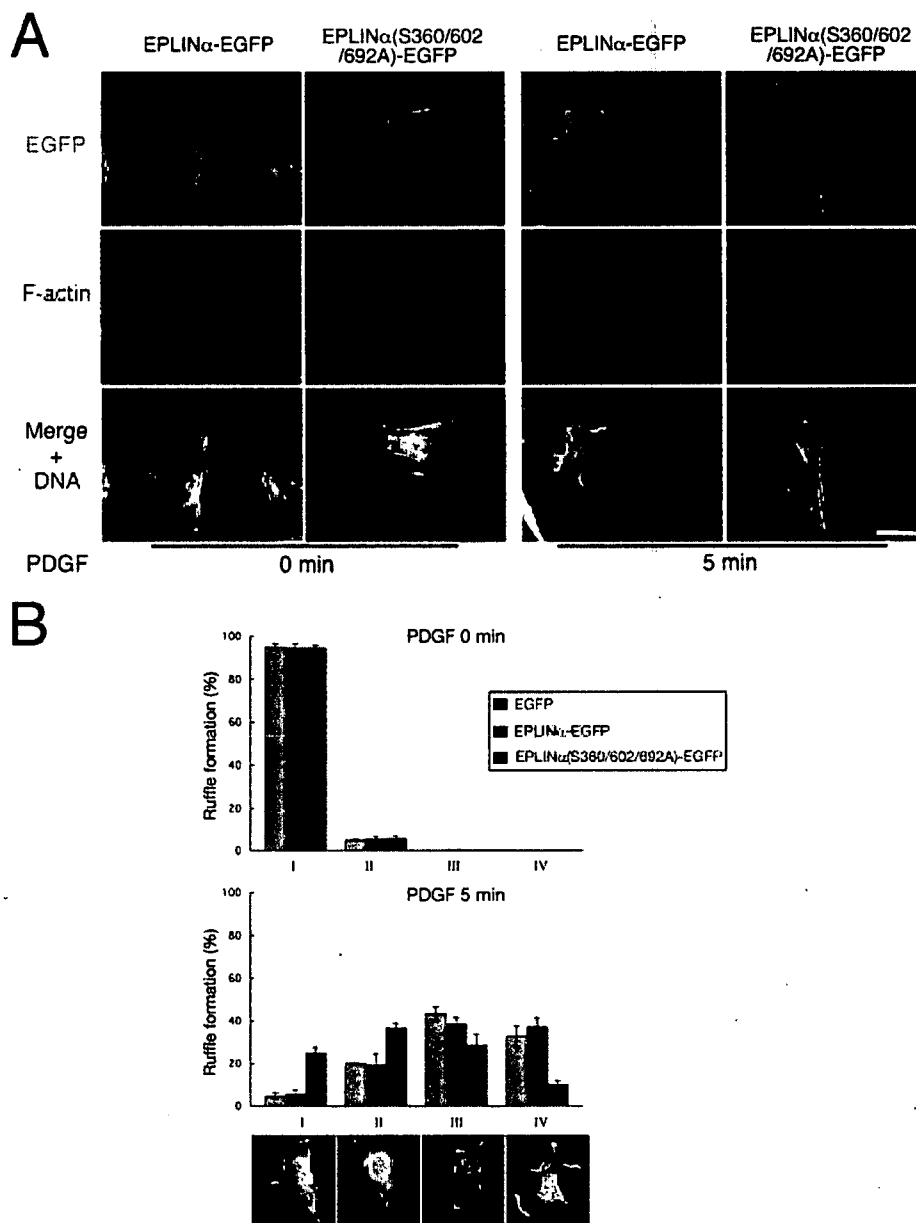 A
EPLINα-EGFP
EPLINα(S360/602
/692A)-EGFP
EPLINα-EGFP
EPLINα(S360/602
/692A)-EGFP
EGFP
F-actin
Merge
+
DNA
PDGF
0 min
5 min
B
PDGF 0 min
Ruffle formation (%)
100
80
60
40
20
0
I
II
III
IV
EGFP
EPLINα-EGFP
EPLINα(S360/602/692A)-EGFP
PDGF 5 min
Ruffle formation (%)
100
80
60
40
20
0
I
II
III
IV